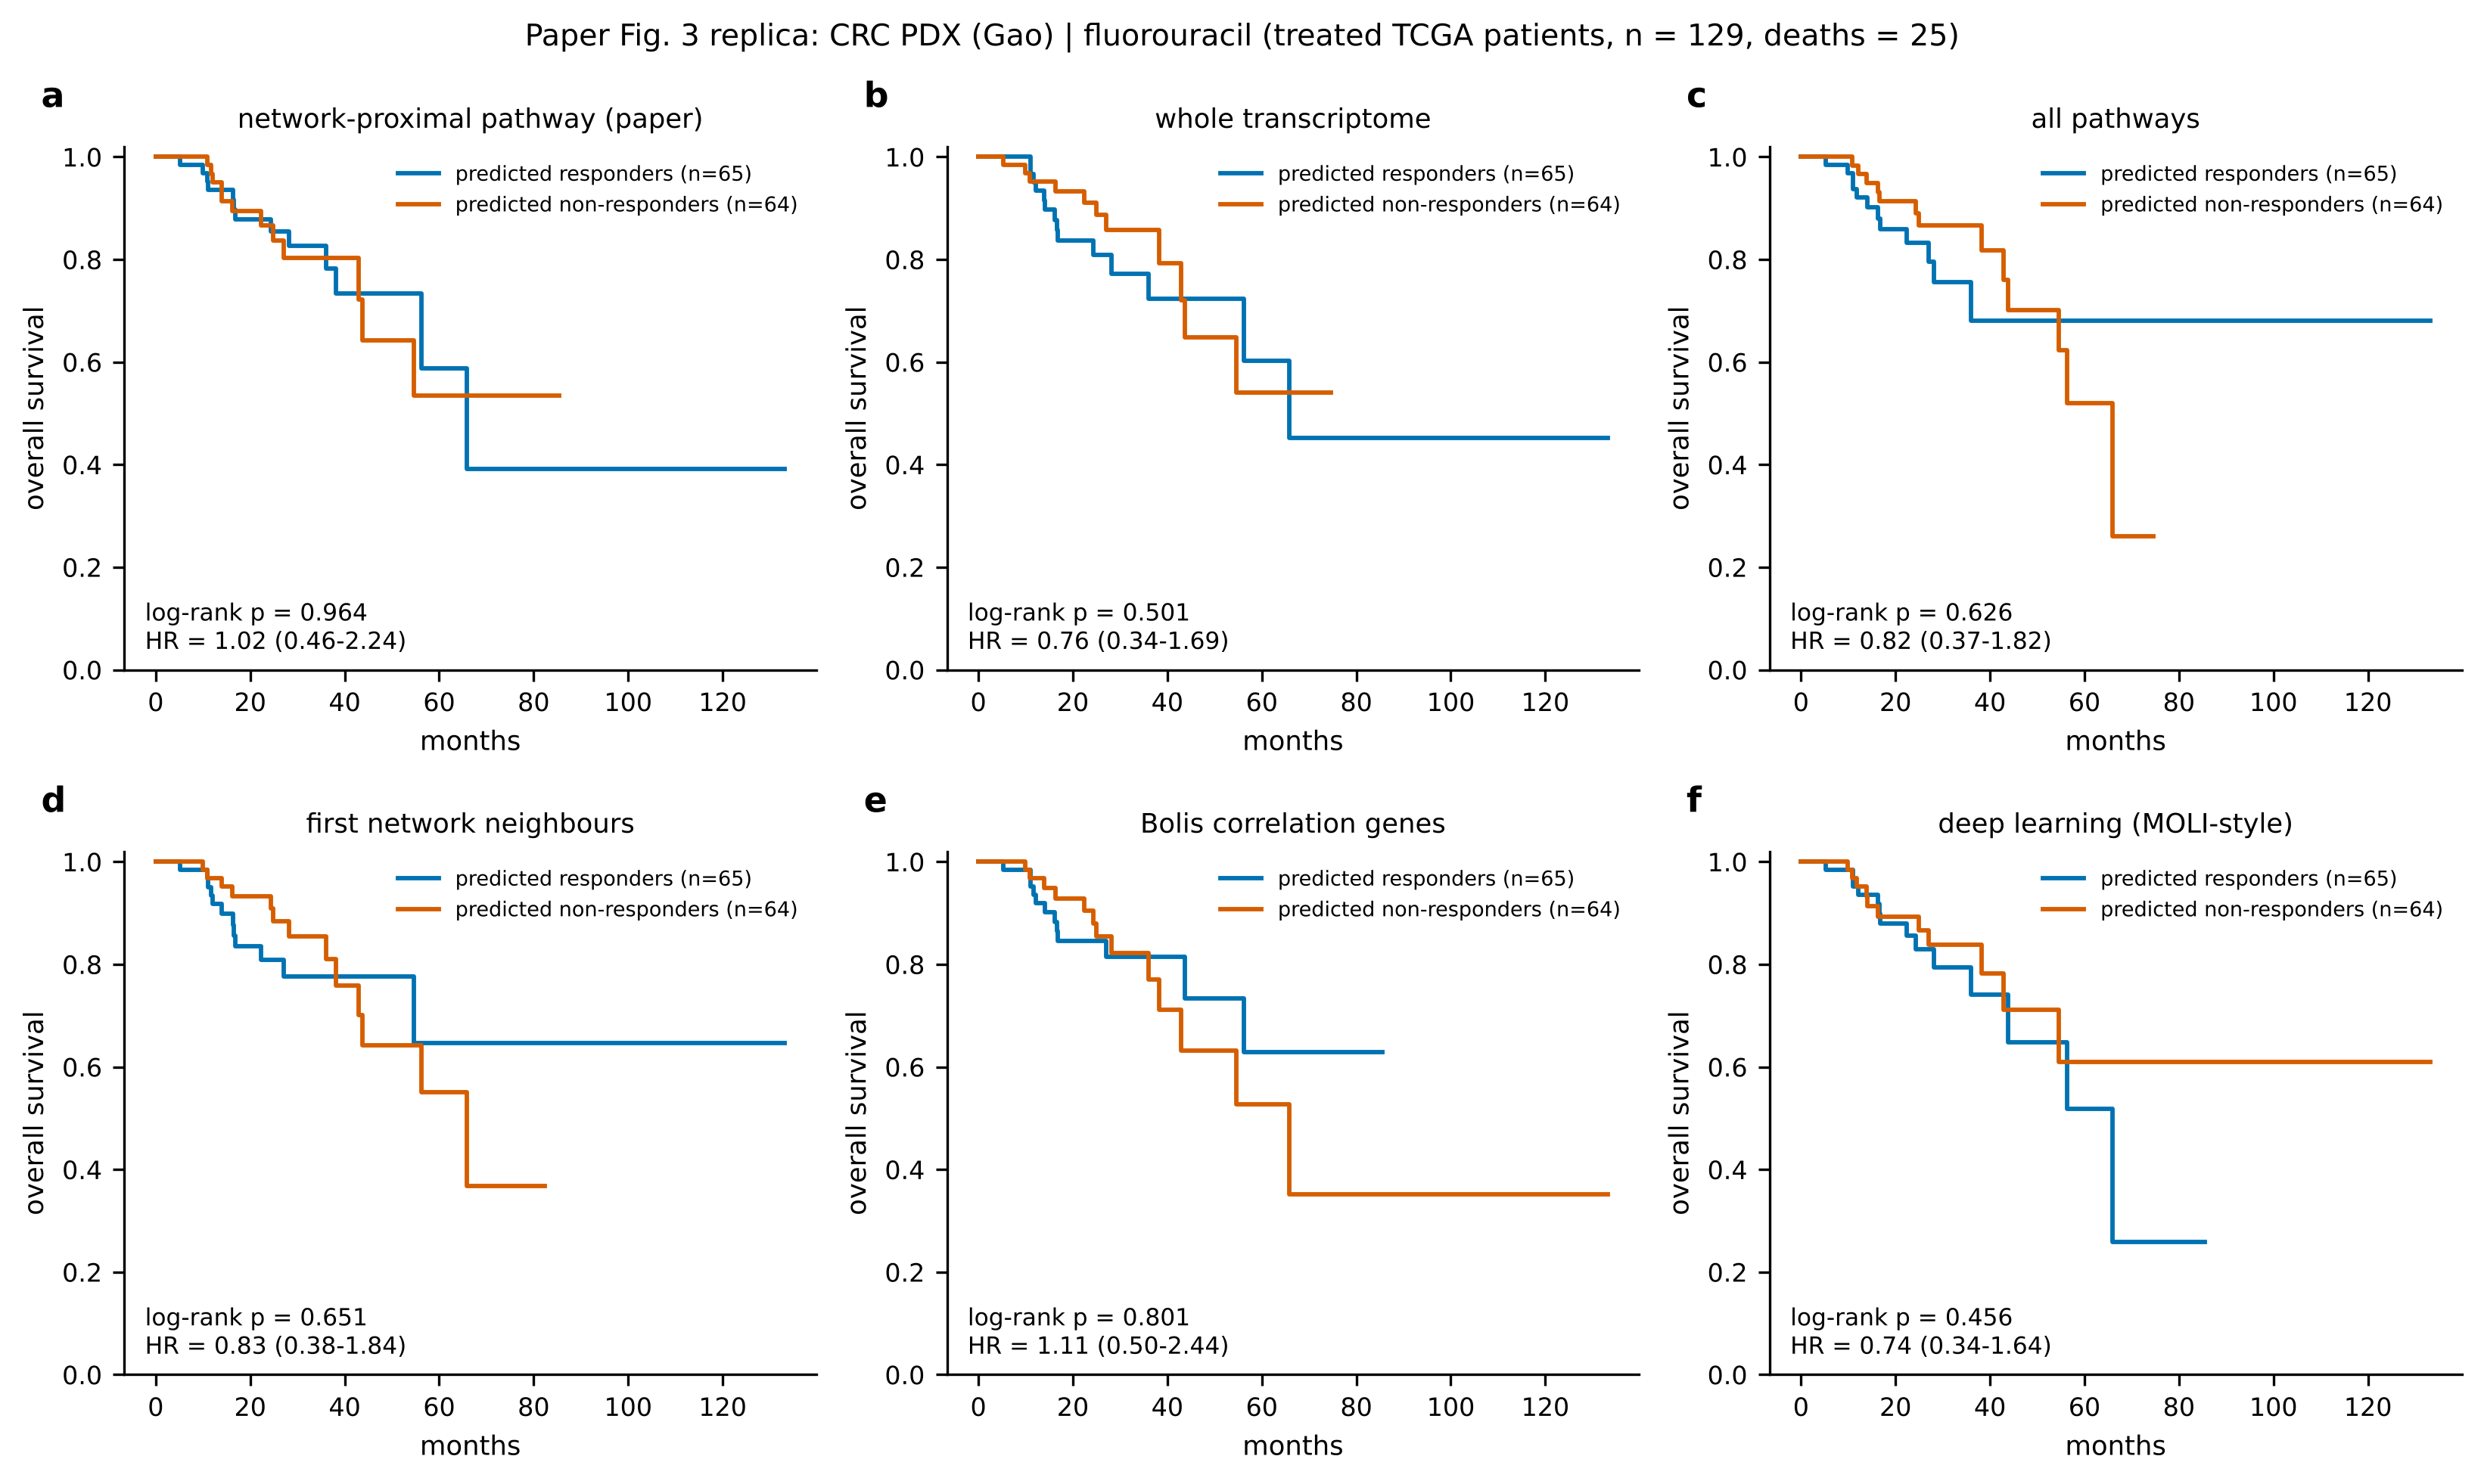 Paper Fig. 3 replica: CRC PDX (Gao) | fluorouracil (treated TCGA patients, n = 129, deaths = 25)
a
network-proximal pathway (paper)
predicted responders (n=65)
predicted non-responders (n=64)
overall survival
1.0
0.8
0.6
0.4
0.2
0.0
log-rank p = 0.964
HR = 1.02 (0.46-2.24)
0 20 40 60 80 100 120
months
b
whole transcriptome
predicted responders (n=65)
predicted non-responders (n=64)
overall survival
1.0
0.8
0.6
0.4
0.2
0.0
log-rank p = 0.501
HR = 0.76 (0.34-1.69)
0 20 40 60 80 100 120
months
c
all pathways
predicted responders (n=65)
predicted non-responders (n=64)
overall survival
1.0
0.8
0.6
0.4
0.2
0.0
log-rank p = 0.626
HR = 0.82 (0.37-1.82)
0 20 40 60 80 100 120
months
d
first network neighbours
predicted responders (n=65)
predicted non-responders (n=64)
overall survival
1.0
0.8
0.6
0.4
0.2
0.0
log-rank p = 0.651
HR = 0.83 (0.38-1.84)
0 20 40 60 80 100 120
months
e
Bolis correlation genes
predicted responders (n=65)
predicted non-responders (n=64)
overall survival
1.0
0.8
0.6
0.4
0.2
0.0
log-rank p = 0.801
HR = 1.11 (0.50-2.44)
0 20 40 60 80 100 120
months
f
deep learning (MOLI-style)
predicted responders (n=65)
predicted non-responders (n=64)
overall survival
1.0
0.8
0.6
0.4
0.2
0.0
log-rank p = 0.456
HR = 0.74 (0.34-1.64)
0 20 40 60 80 100 120
months